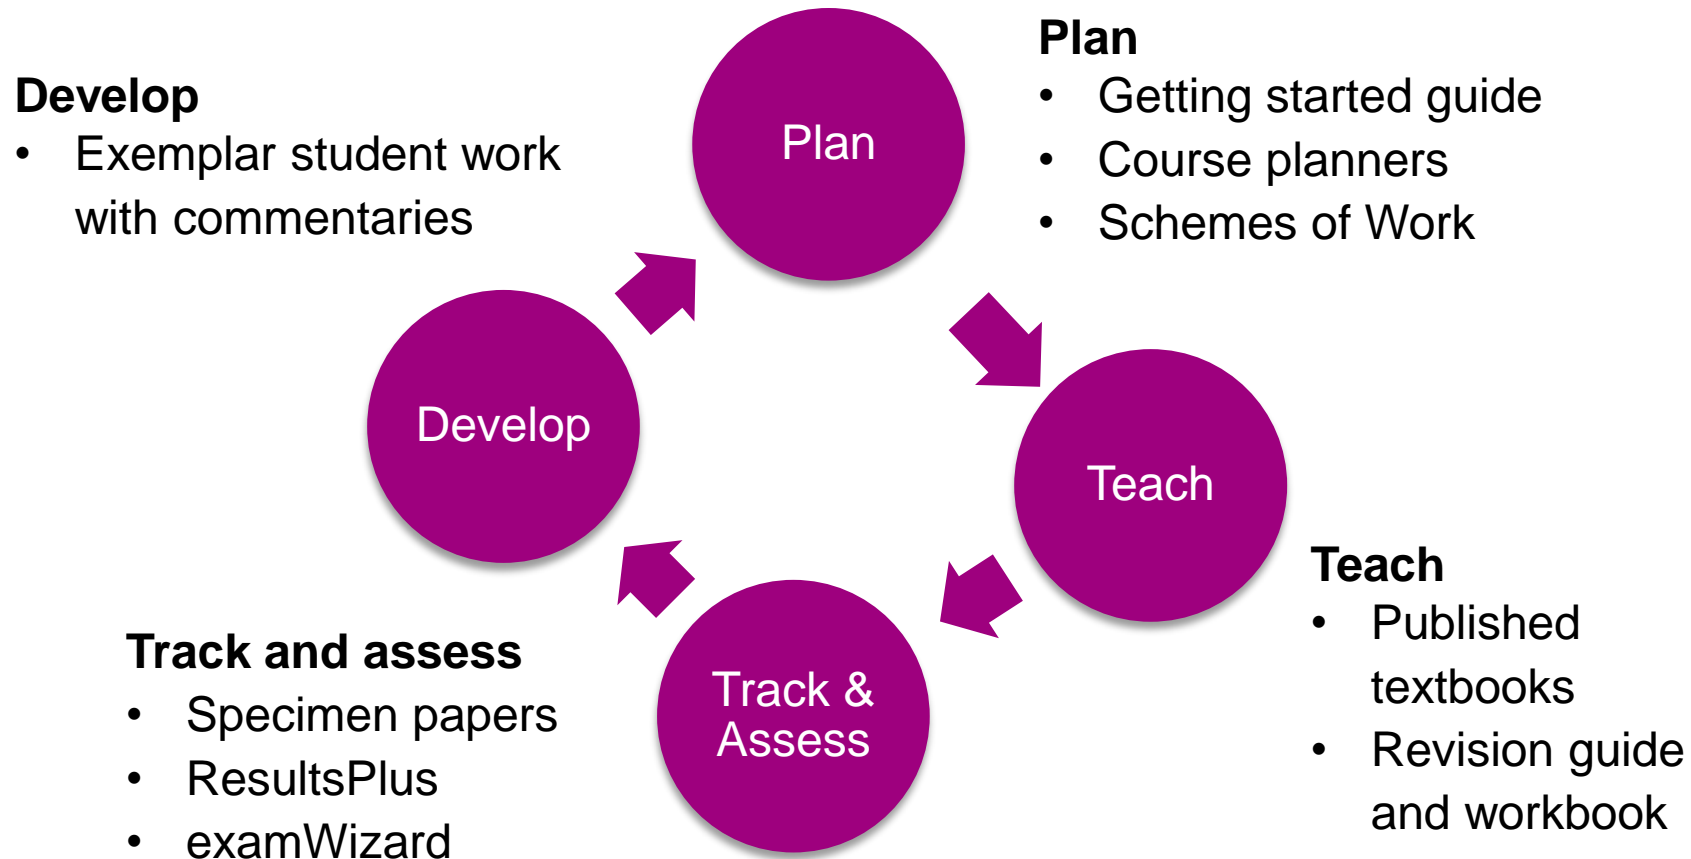 Plan
• Getting started guide
• Course planners
• Schemes of Work
Develop
• Exemplar student work
with commentaries
Plan
Develop
Teach
Track &
Assess
Teach
• Published
textbooks
• Revision guide
and workbook
Track and assess
• Specimen papers
• ResultsPlus
• examWizard